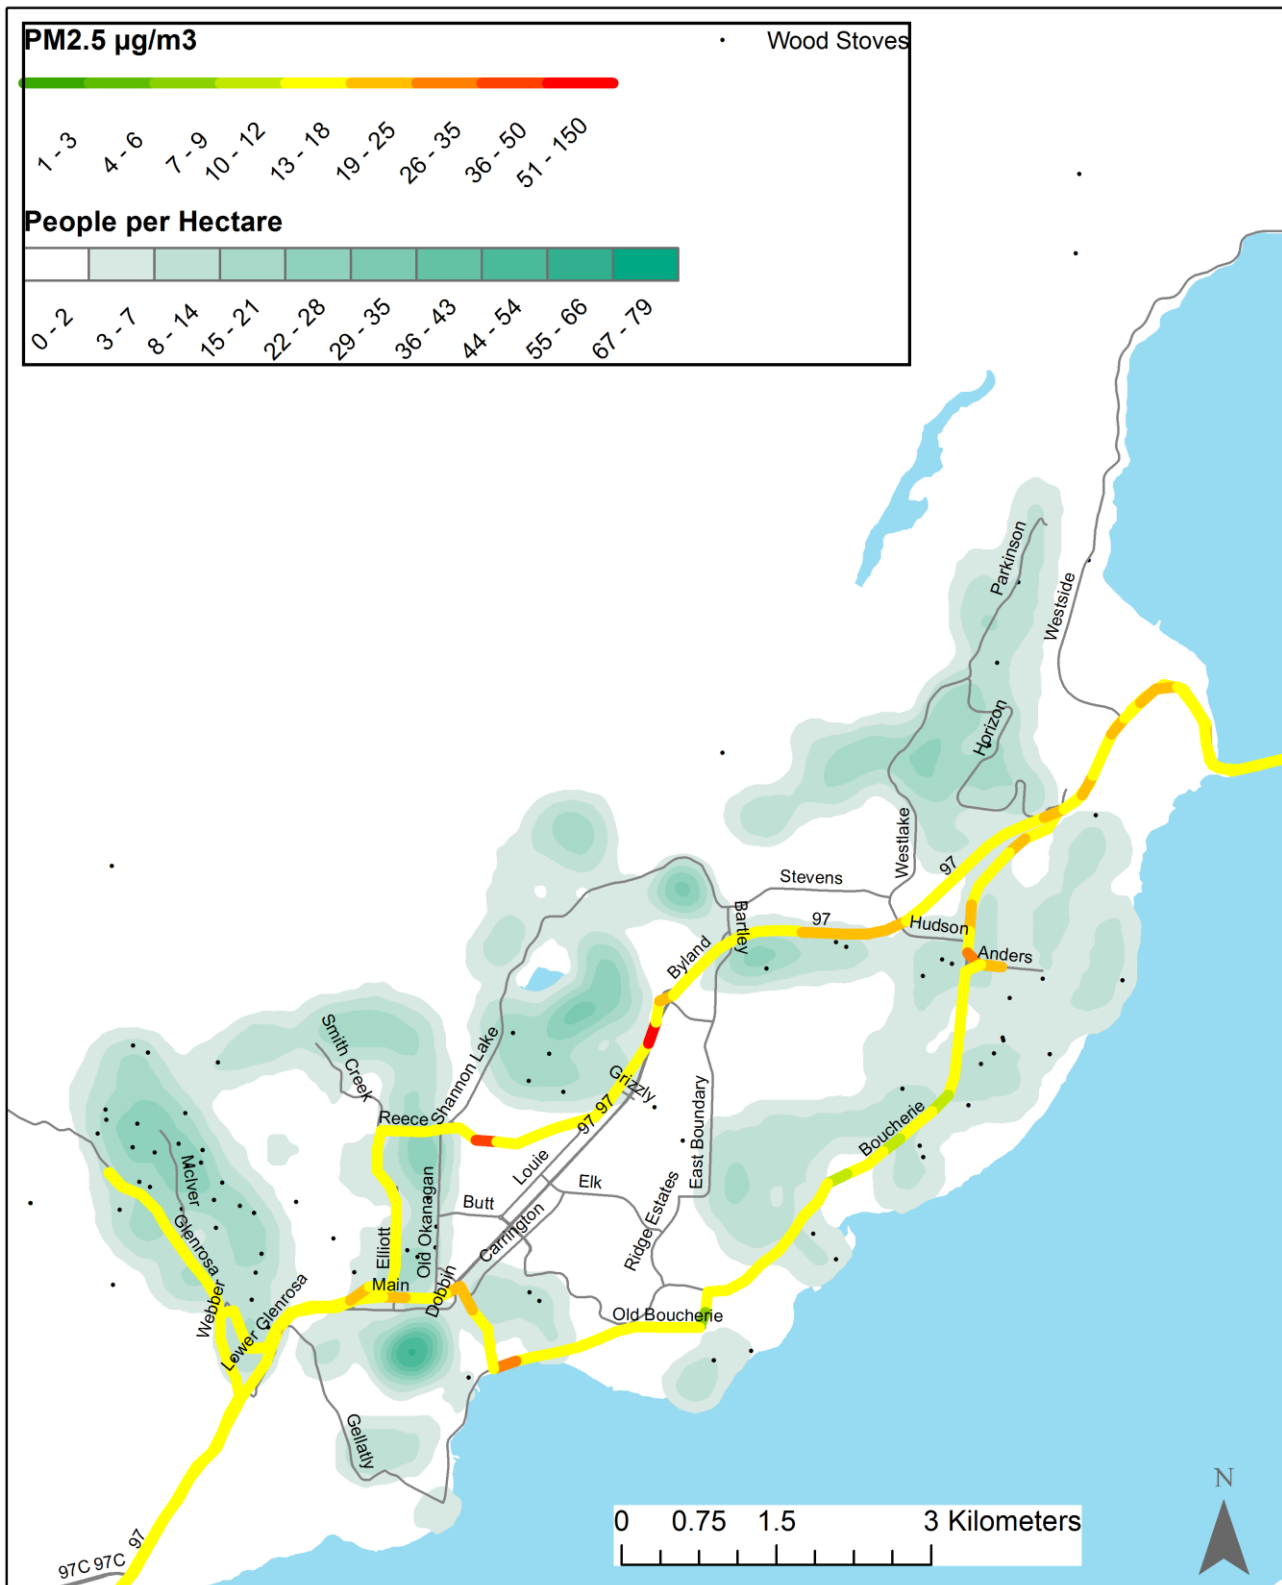 PM2.5 µg/m3
Wood Stoves
1 - 3
4 - 6
7 - 9
10 - 12
13 - 18
19 - 25
26 - 35
36 - 50
51 - 150
People per Hectare
0 - 2
3 - 7
8 - 14
15 - 21
22 - 28
29 - 35
36 - 43
44 - 54
55 - 66
67 - 79
Parkinson
Westside
Horizon
Westlake
97
Stevens
Bartley
97
Hudson
Byland
Anders
Smith Creek
Shannon Lake
Grizzly
97 97
Reece
East Boundary
Boucherie
McIver
Louie
Elk
Old Okanagan
Butt
Carrington
Ridge Estates
Glenrosa
Elliott
Main
Dobbin
Webber
Lower Glenrosa
Old Boucherie
Gellatly
N
0 0.75 1.5 3 Kilometers
97
97C 97C